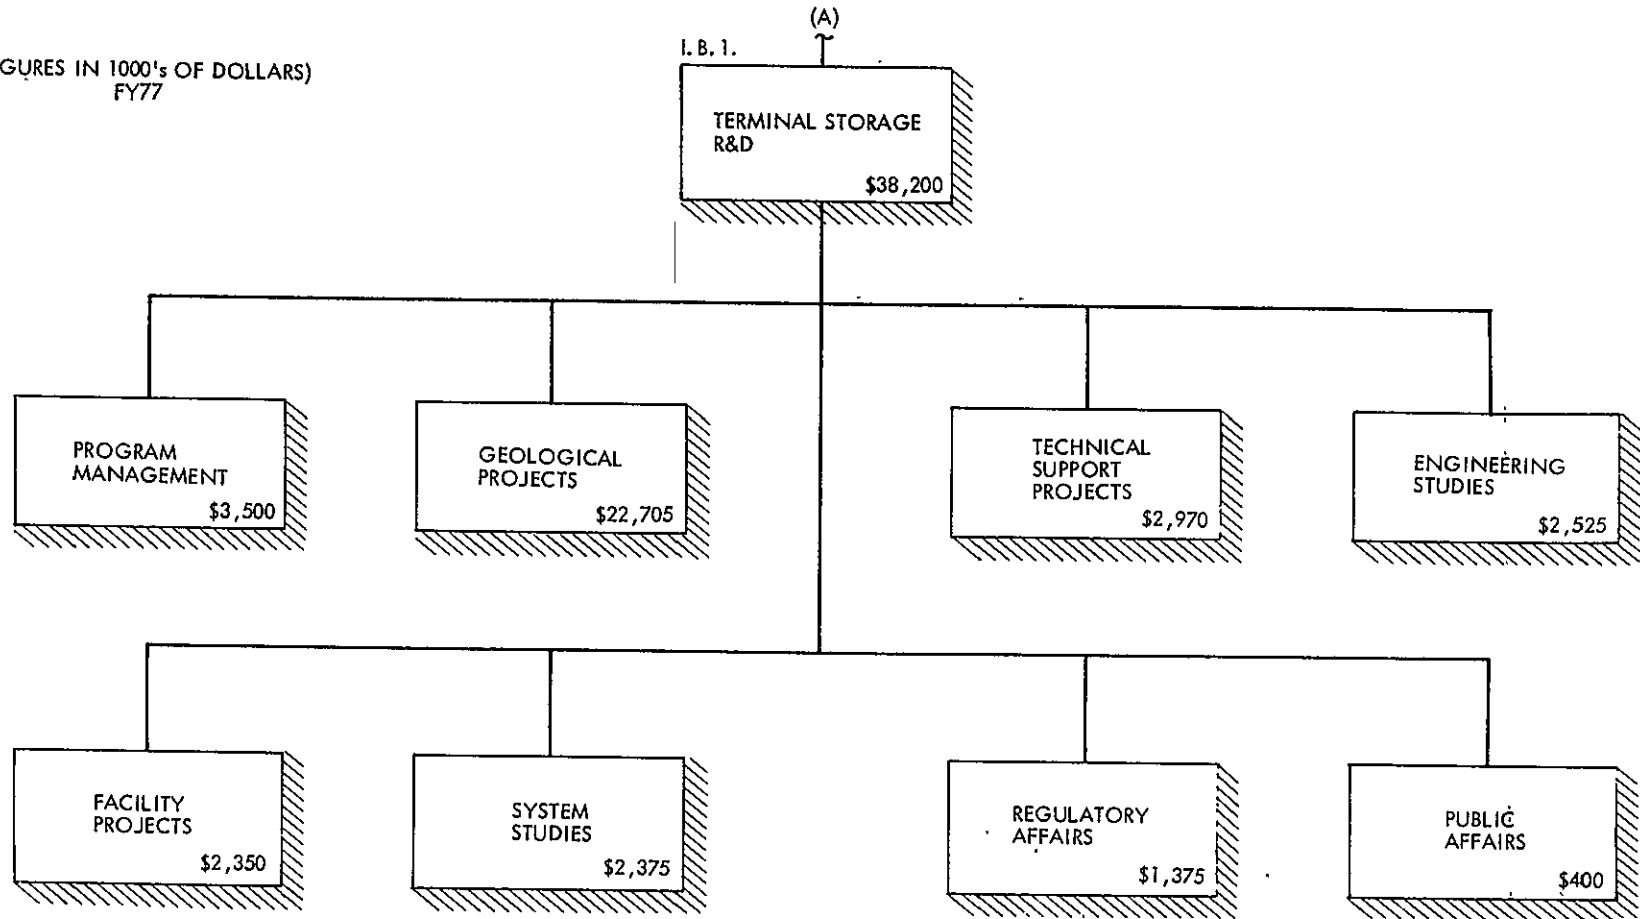 (A)
I. B. 1.
GURES IN 1000's OF DOLLARS)
FY77
TERMINAL STORAGE
R&D
$38,200
PROGRAM
MANAGEMENT
$3,500
GEOLOGICAL
PROJECTS
$22,705
TECHNICAL
SUPPORT
PROJECTS
$2,970
ENGINEERING
STUDIES
$2,525
FACILITY
PROJECTS
$2,350
SYSTEM
STUDIES
$2,375
REGULATORY
AFFAIRS
$1,375
PUBLIC
AFFAIRS
$400